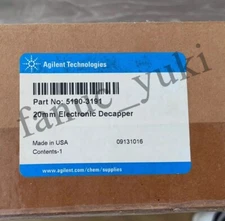 Agilent Technologies
Part No: 5190-3191
20mm Electronic Decapper
Made in USA
09131016
Contents-1
www.agilent.com/chem/supplies
fanuc_yuki